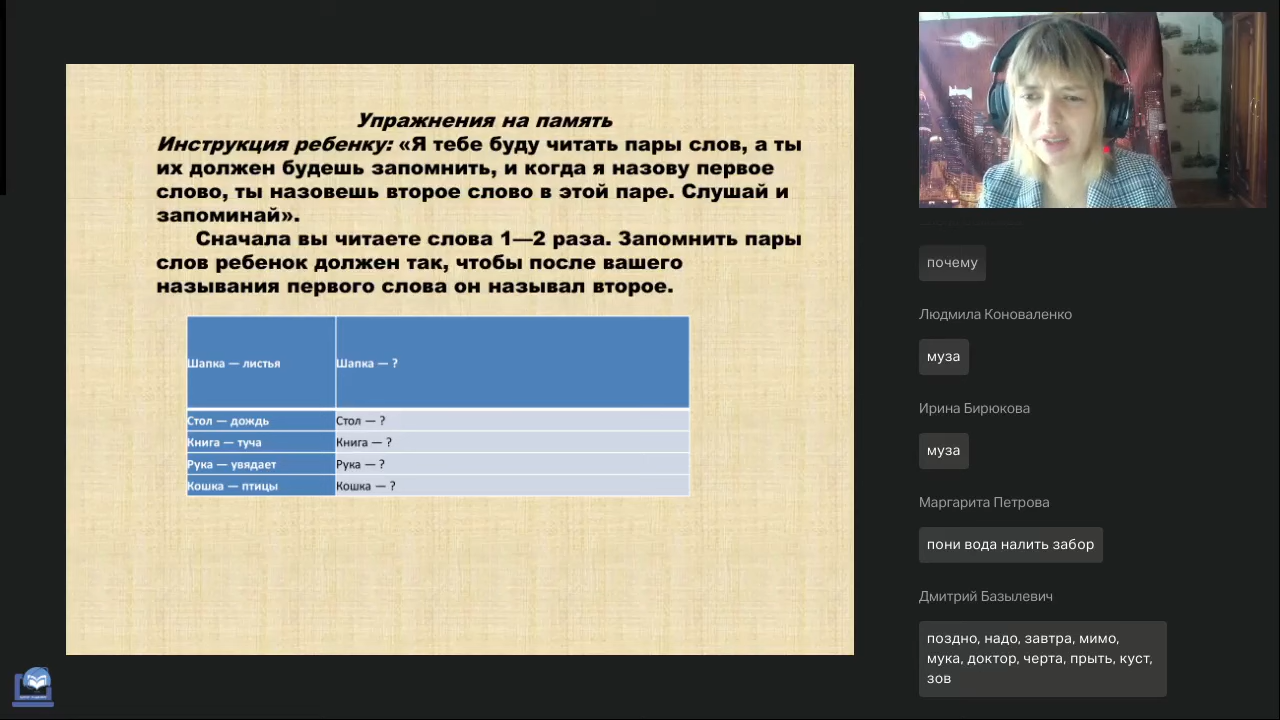 Упражнения на память
Инструкция ребенку: «Я тебе буду читать пары слов, а ты
их должен будешь запомнить, и когда я назову первое
слово, ты назовешь второе слово в этой паре. Слушай и
запоминай».
Сначала вы читаете слова 1—2 раза. Запомнить пары
слов ребенок должен так, чтобы после вашего
называния первого слова он называл второе.
Шапка — листья
Шапка — ?
Стол — дождь
Стол — ?
Книга — туча
Книга — ?
Рука — увядает
Рука — ?
Кошка — птицы
Кошка — ?
почему
Людмила Коноваленко
муза
Ирина Бирюкова
муза
Маргарита Петрова
пони вода налить забор
Дмитрий Базылевич
поздно, надо, завтра, мимо,
мука, доктор, черта, прыть, куст,
зов